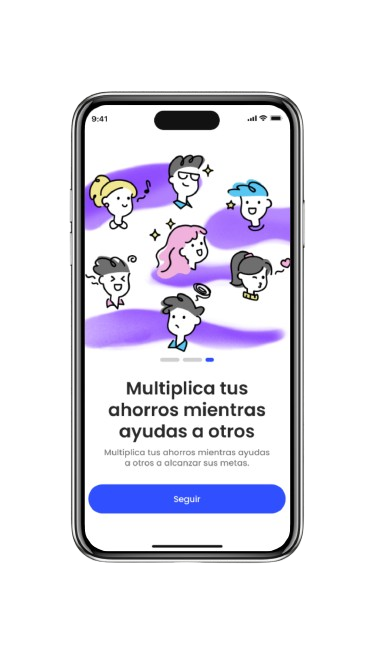 9:41
Multiplica tus
ahorros mientras
ayudas a otros
Multiplica tus ahorros mientras ayudas
a otros a alcanzar sus metas.
Seguir